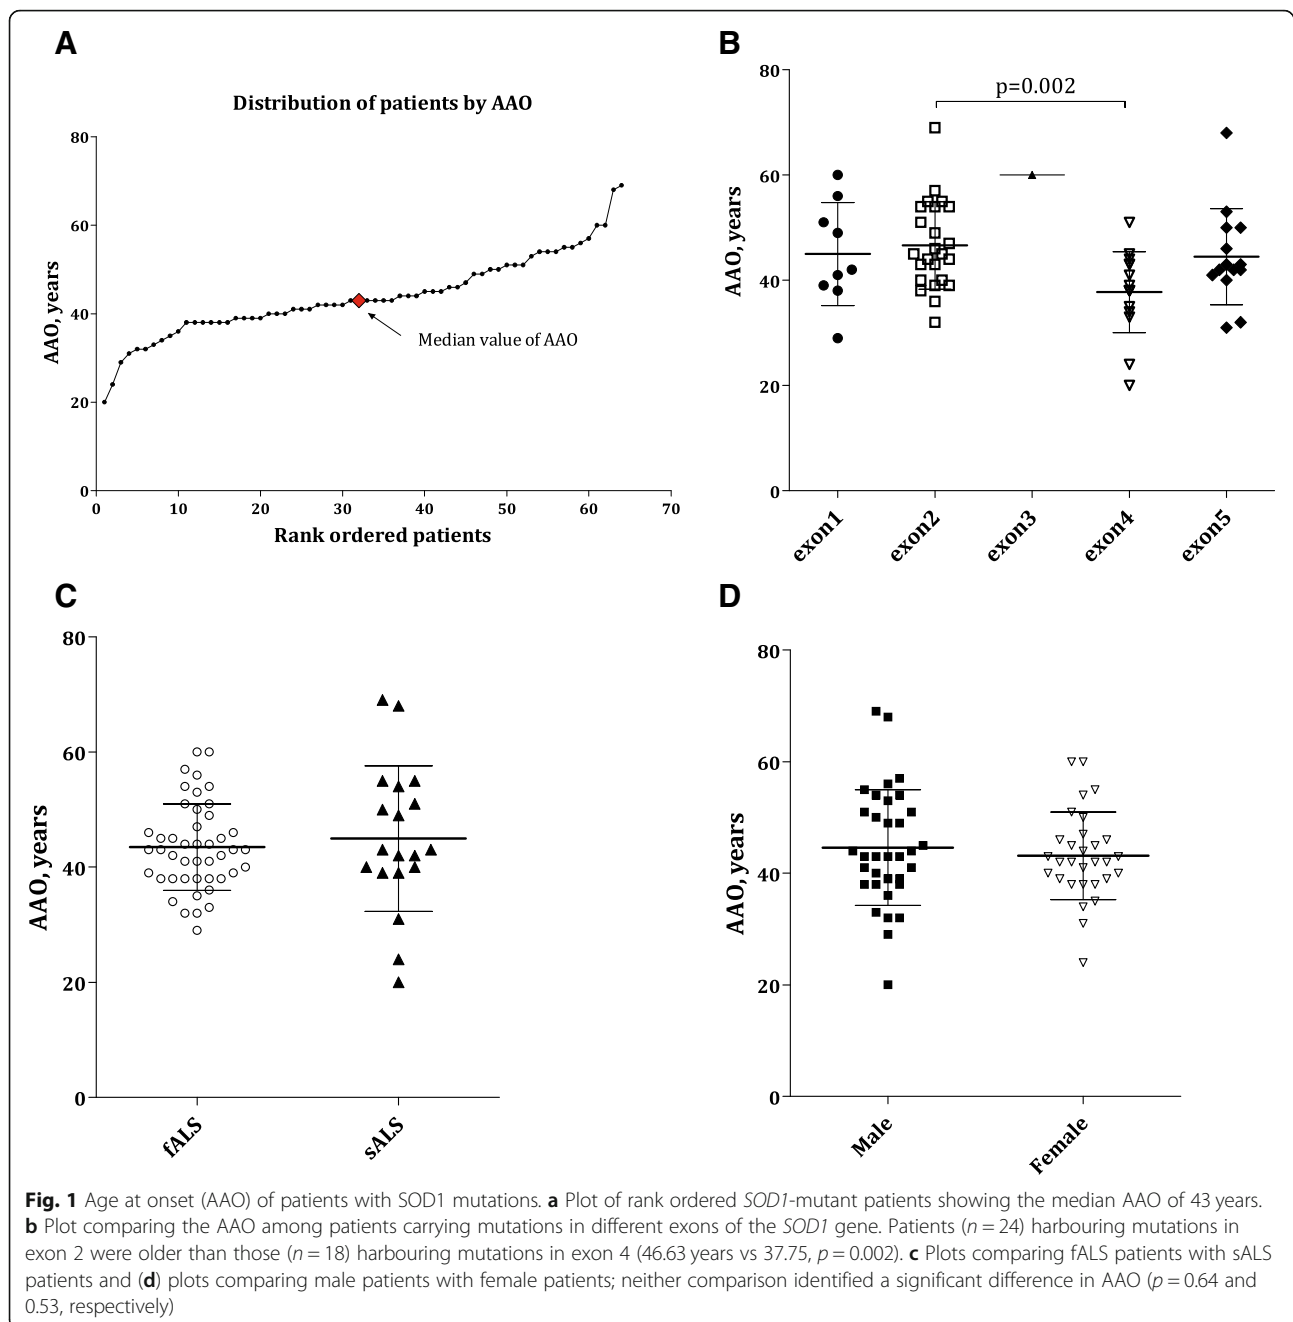 A
Distribution of patients by AAO
AAO, years
80
60
40
20
0
0 10 20 30 40 50 60 70
Median value of AAO
Rank ordered patients
B
p=0.002
AAO, years
80
60
40
20
0
exon1 exon2 exon3 exon4 exon5
C
AAO, years
80
60
40
20
0
fALS sALS
D
AAO, years
80
60
40
20
0
Male Female
Fig. 1 Age at onset (AAO) of patients with SOD1 mutations. a Plot of rank ordered SOD1-mutant patients showing the median AAO of 43 years.
b Plot comparing the AAO among patients carrying mutations in different exons of the SOD1 gene. Patients (n = 24) harbouring mutations in
exon 2 were older than those (n = 18) harbouring mutations in exon 4 (46.63 years vs 37.75, p = 0.002). c Plots comparing fALS patients with sALS
patients and (d) plots comparing male patients with female patients; neither comparison identified a significant difference in AAO (p = 0.64 and
0.53, respectively)